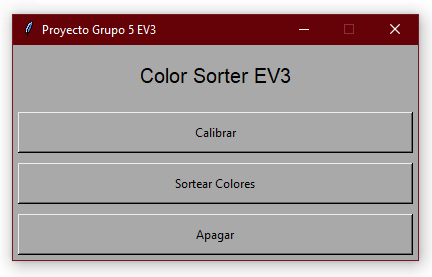 Proyecto Grupo 5 EV3
Color Sorter EV3
Calibrar
Sortear Colores
Apagar